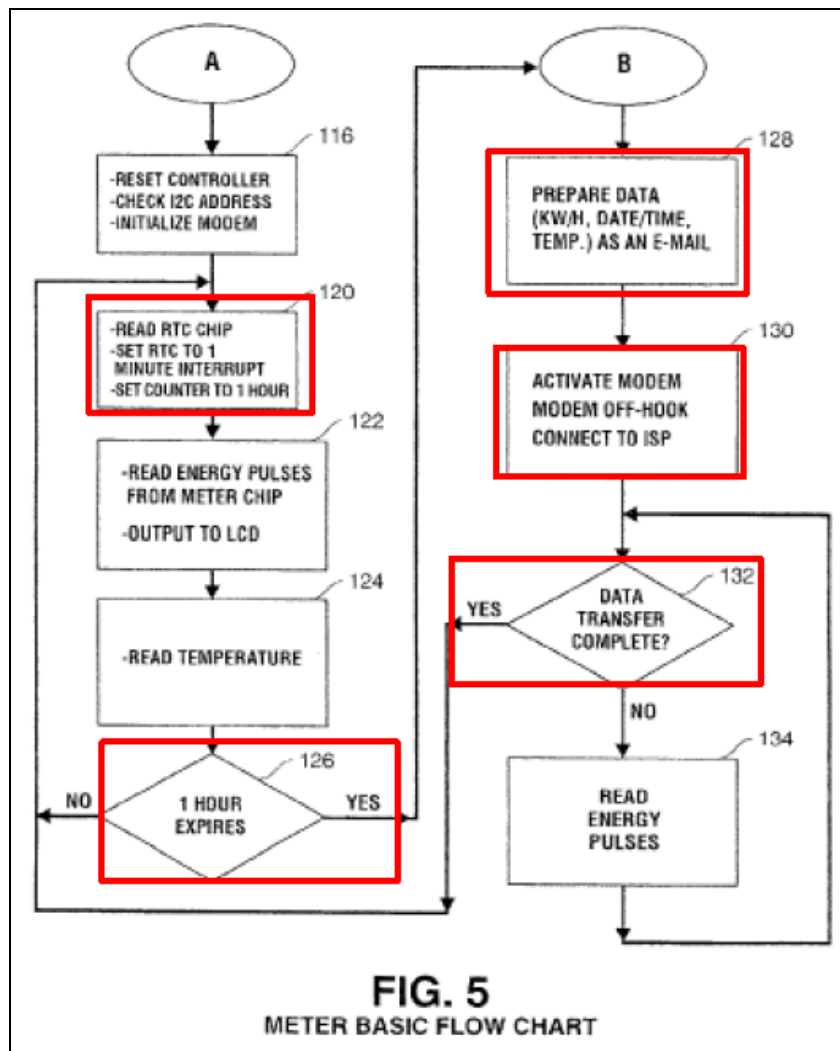 A
116
-RESET CONTROLLER
-CHECK I2C ADDRESS
-INITIALIZE MODEM
120
-READ RTC CHIP
-SET RTC TO 1
MINUTE INTERRUPT
-SET COUNTER TO 1 HOUR
122
-READ ENERGY PULSES
FROM METER CHIP
-OUTPUT TO LCD
124
-READ TEMPERATURE
126
1 HOUR
EXPIRES
NO
YES
B
128
PREPARE DATA
(KW/H, DATE/TIME,
TEMP.) AS AN E-MAIL
130
ACTIVATE MODEM
MODEM OFF-HOOK
CONNECT TO ISP
132
DATA
TRANSFER
COMPLETE?
YES
NO
134
READ
ENERGY
PULSES
FIG. 5
METER BASIC FLOW CHART